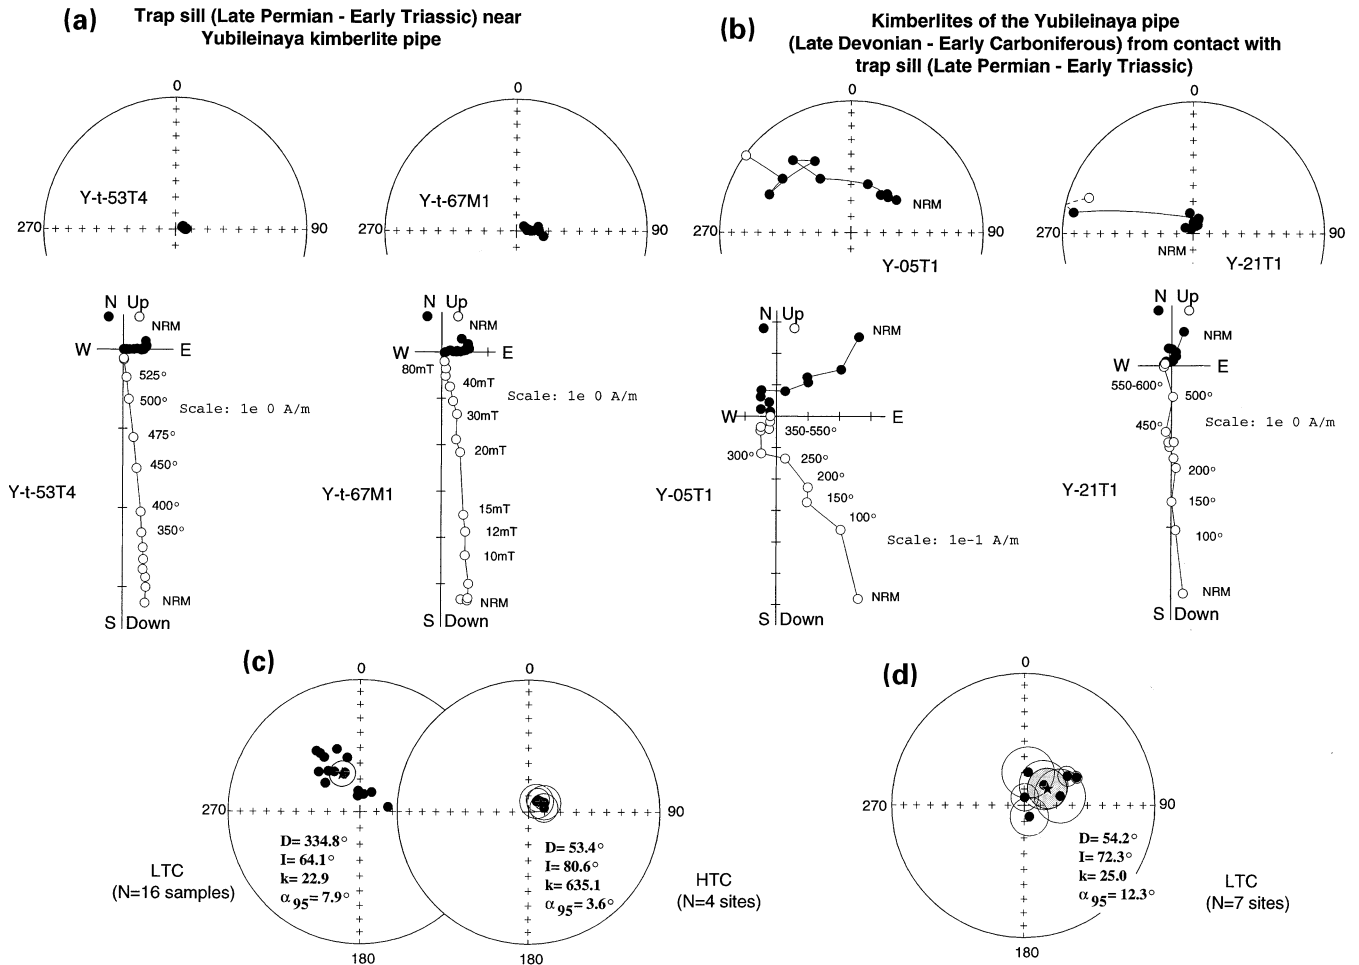 (a)
Trap sill (Late Permian - Early Triassic) near
Yubileinaya kimberlite pipe
(b)
Kimberlites of the Yubileinaya pipe
(Late Devonian - Early Carboniferous) from contact with
trap sill (Late Permian - Early Triassic)
0
Y-t-53T4
270
90
0
Y-t-67M1
270
90
0
NRM
270
90
Y-05T1
0
270
90
NRM
Y-21T1
N Up
NRM
W
E
525°
500°
Scale: 1e 0 A/m
475°
450°
Y-t-53T4
400°
350°
NRM
S Down
N Up
NRM
W
E
80mT
40mT
Scale: 1e 0 A/m
30mT
20mT
Y-t-67M1
15mT
12mT
10mT
NRM
S Down
N Up
NRM
W
E
350-550°
300°
250°
200°
Y-05T1
150°
100°
Scale: 1e-1 A/m
NRM
S Down
N Up
NRM
W
E
550-600°
500°
450°
Scale: 1e 0 A/m
200°
Y-21T1
150°
100°
NRM
S Down
(c)
0
270
D= 334.8°
I= 64.1°
k= 22.9
α95= 7.9°
LTC
(N=16 samples)
180
0
90
D= 53.4°
I= 80.6°
k= 635.1
α95= 3.6°
HTC
(N=4 sites)
180
(d)
0
270
90
D= 54.2°
I= 72.3°
k= 25.0
α95= 12.3°
LTC
(N=7 sites)
180